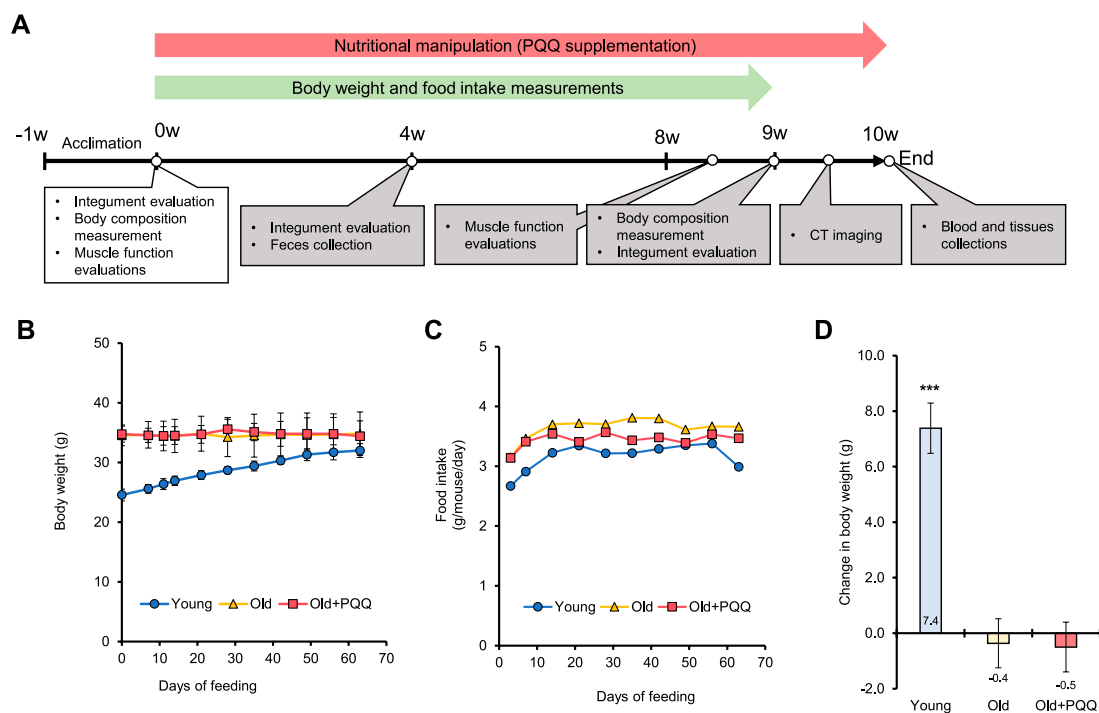 A
Nutritional manipulation (PQQ supplementation)
Body weight and food intake measurements
-1w
Acclimation
0w
4w
8w
9w
10w
End
• Integument evaluation
• Body composition
measurement
• Muscle function
evaluations
• Integument evaluation
• Feces collection
• Muscle function
evaluations
• Body composition
measurement
• Integument evaluation
• CT imaging
• Blood and tissues
collections
B
Body weight (g)
50
40
30
20
10
0
Young
Old
Old+PQQ
0 10 20 30 40 50 60 70
Days of feeding
C
Food intake
(g/mouse/day)
5
4
3
2
1
0
Young
Old
Old+PQQ
0 10 20 30 40 50 60 70
Days of feeding
D
Change in body weight (g)
10.0
8.0
6.0
4.0
2.0
0.0
-2.0
***
7.4
-0.4
-0.5
Young Old Old+PQQ